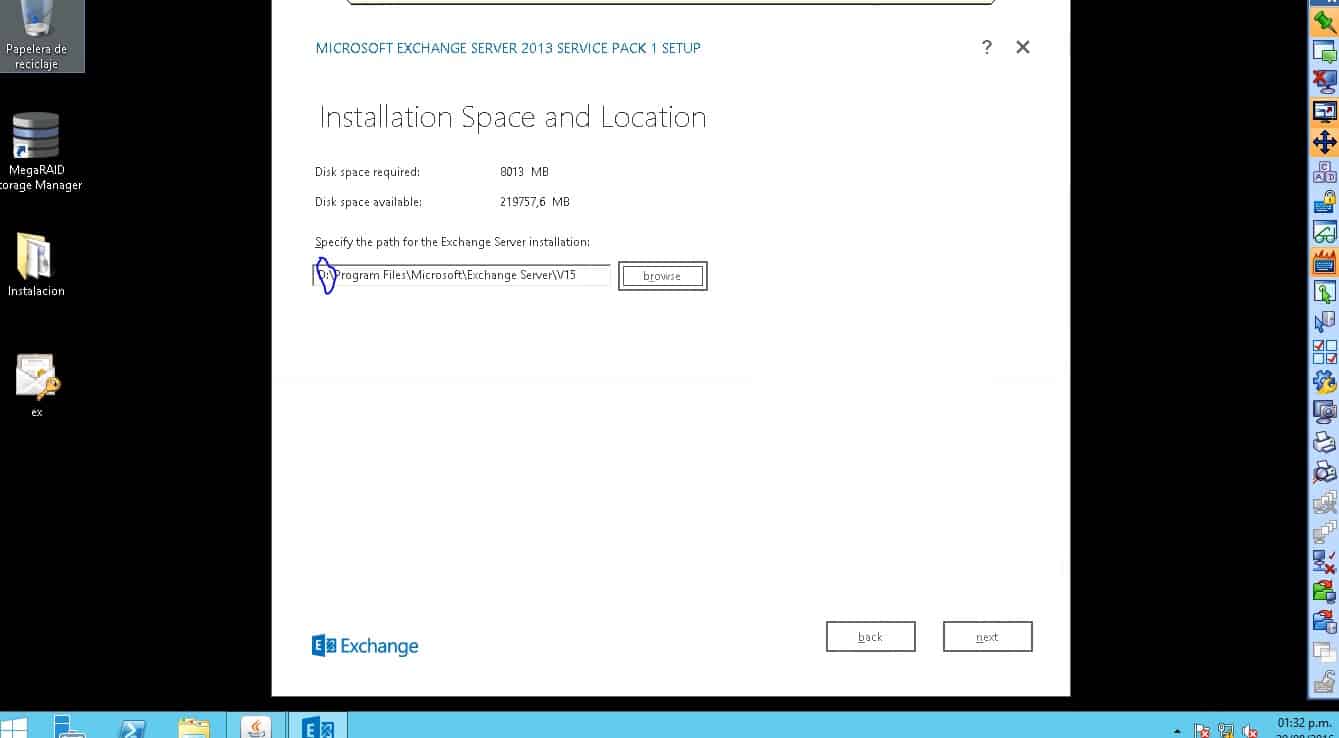 Papelera de
reciclaje
MegaRAID
torage Manager
Instalacion
ex
MICROSOFT EXCHANGE SERVER 2013 SERVICE PACK 1 SETUP
?
Installation Space and Location
Disk space required: 8013 MB
Disk space available: 219757,6 MB
Specify the path for the Exchange Server installation:
D:\Program Files\Microsoft\Exchange Server\V15
browse
Exchange
back
next
01:32 p.m.